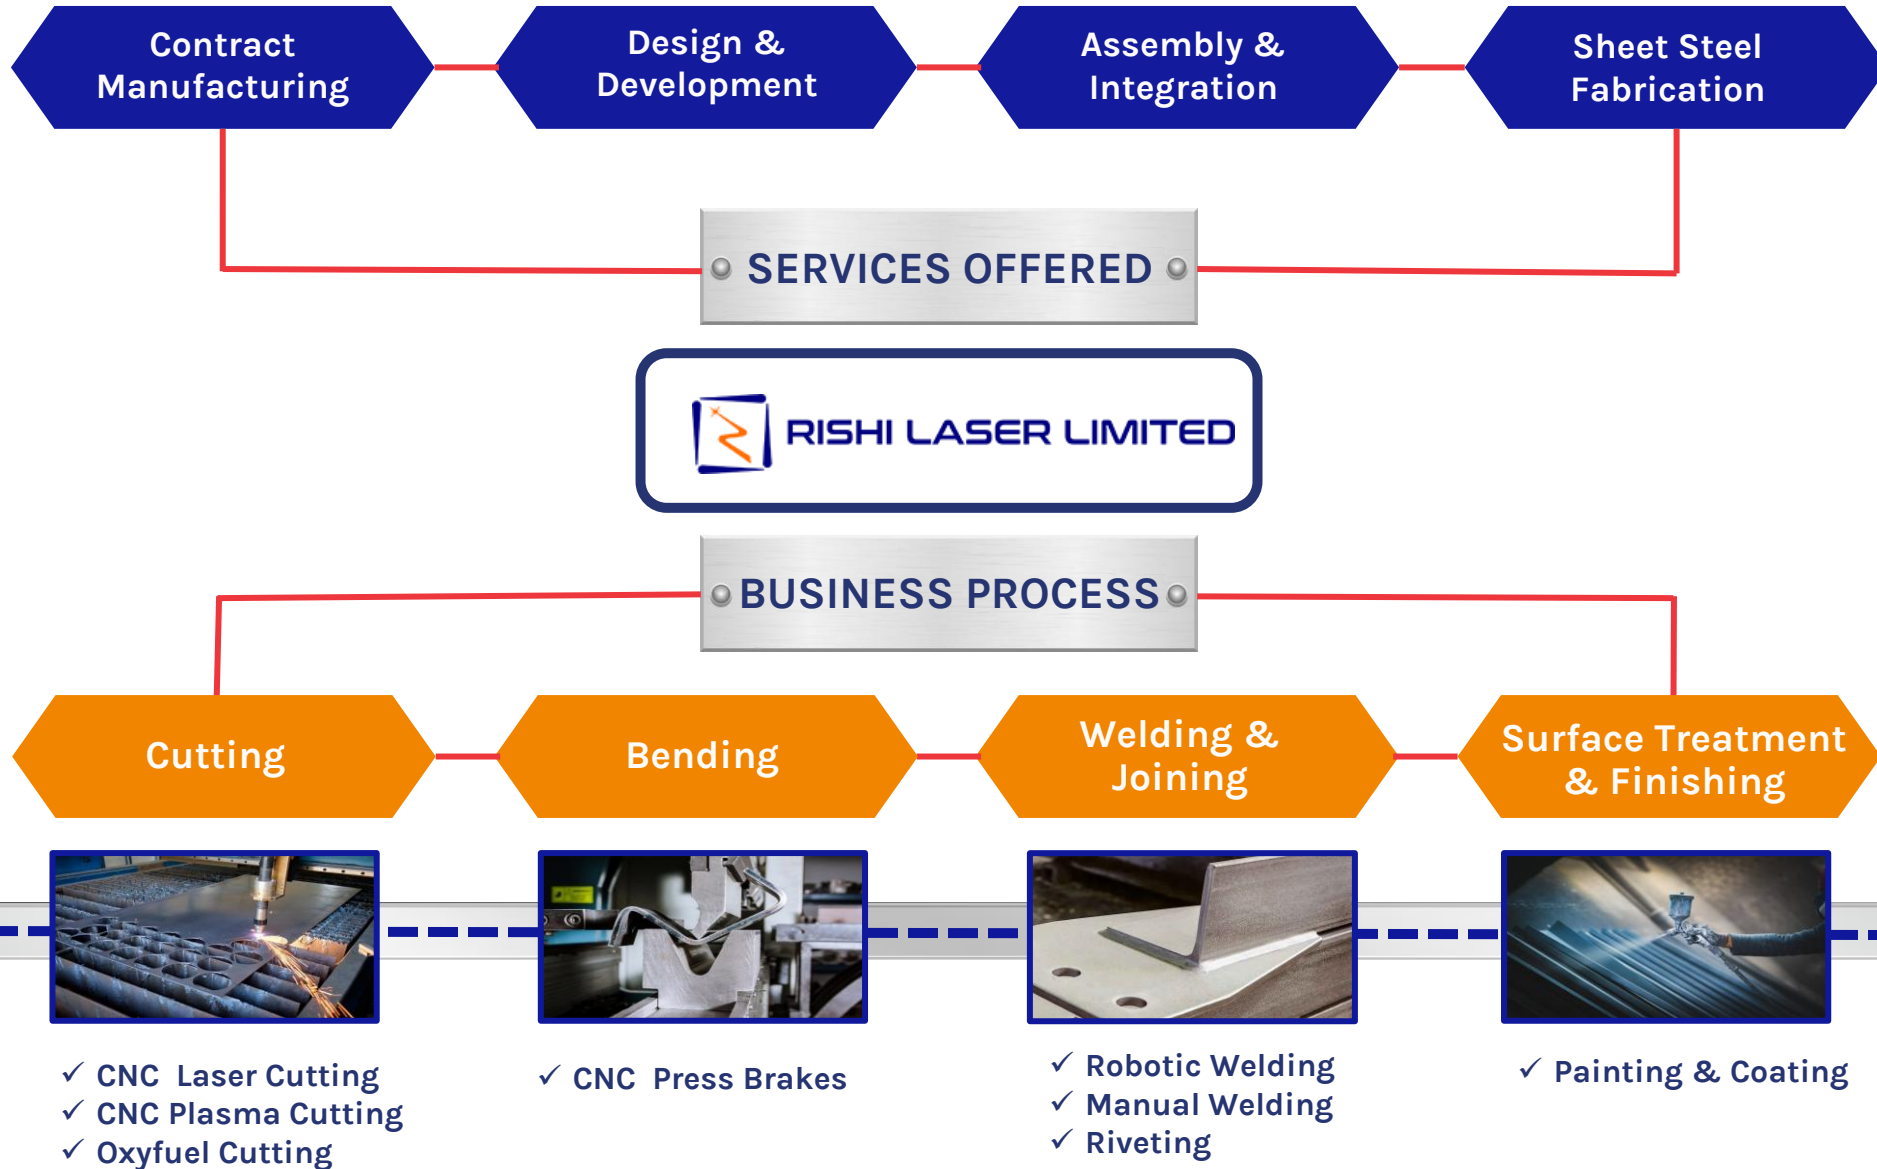 Contract
Manufacturing
Design &
Development
Assembly &
Integration
Sheet Steel
Fabrication
SERVICES OFFERED
RISHI LASER LIMITED
BUSINESS PROCESS
Cutting
Bending
Welding &
Joining
Surface Treatment
& Finishing
✓ CNC Laser Cutting
✓ CNC Plasma Cutting
✓ Oxyfuel Cutting
✓ CNC Press Brakes
✓ Robotic Welding
✓ Manual Welding
✓ Riveting
✓ Painting & Coating